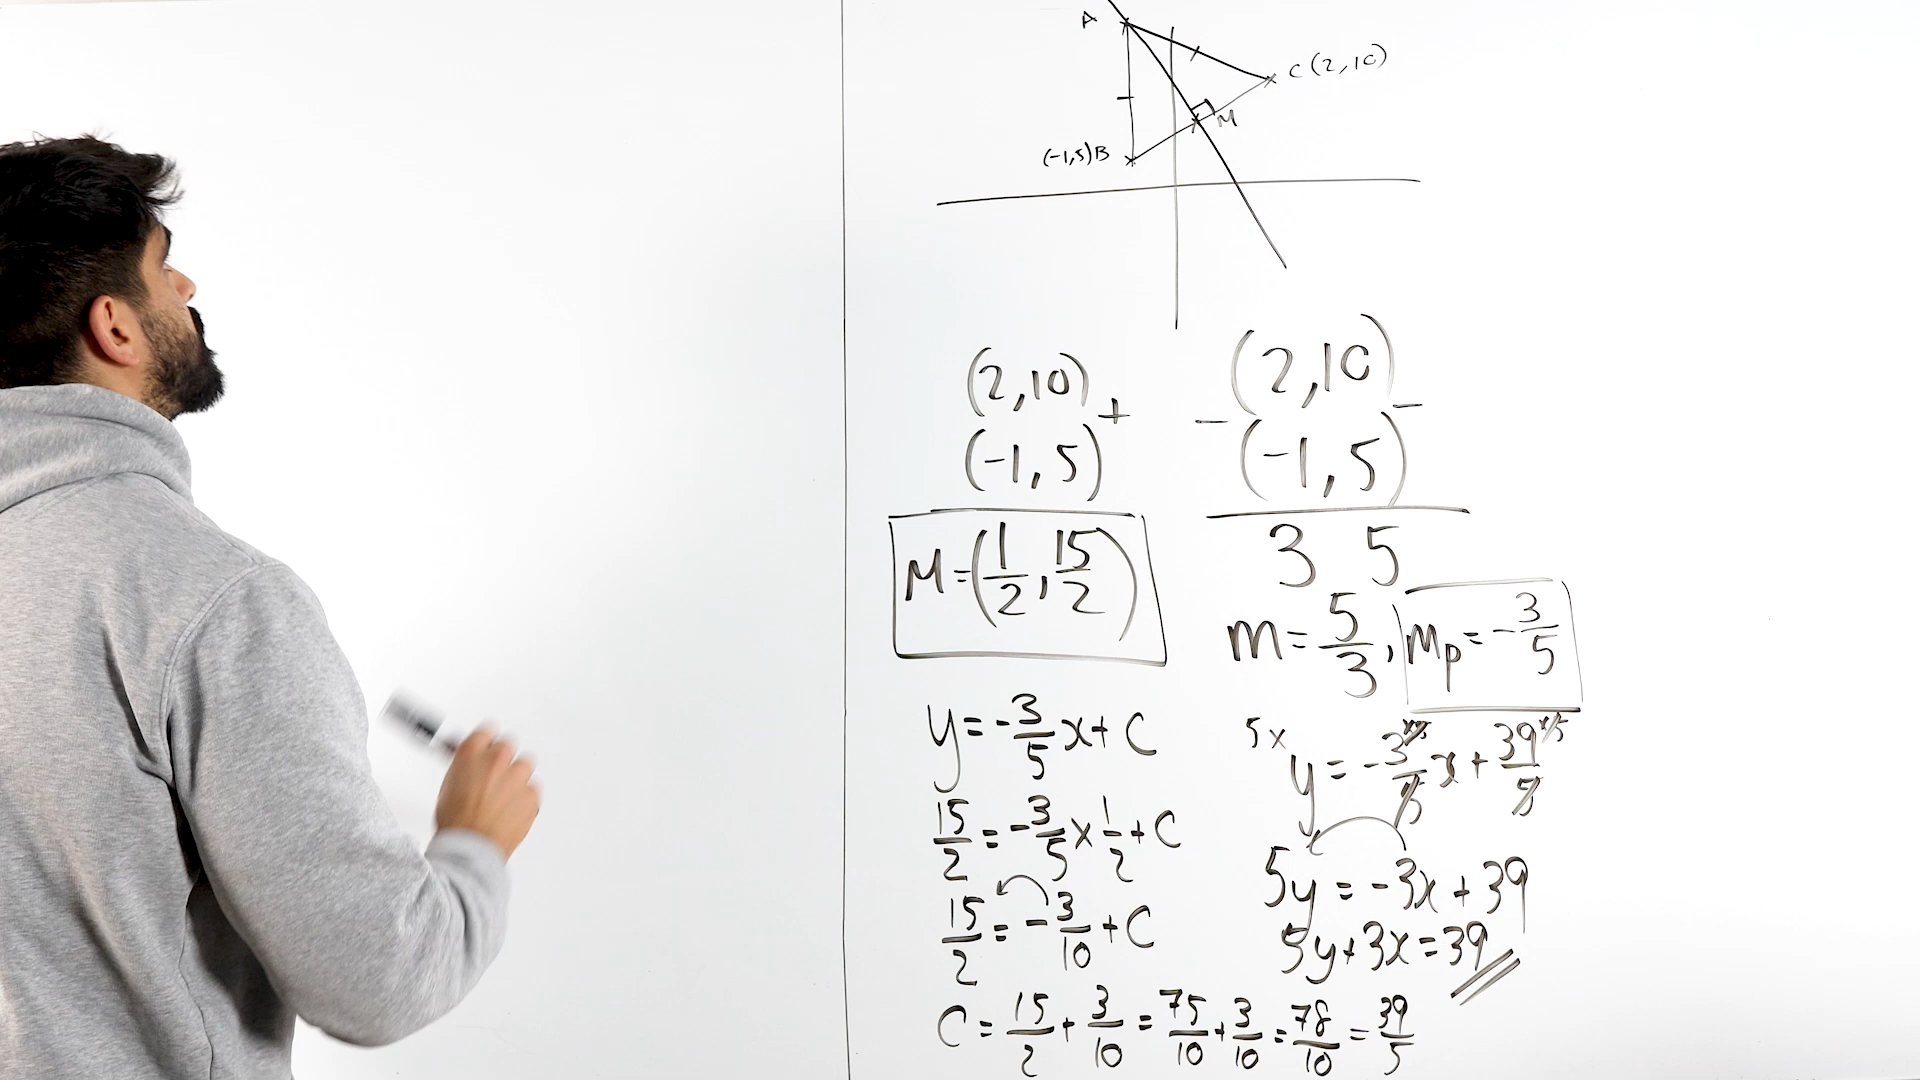 A
C (2,10)
M
(-1,5) B
(2,10) +
(-1,5)
M=(1/2, 15/2)
- (2,10) -
(-1,5)
3 5
m=5/3, Mp=-3/5
y=-3/5x+C
15/2=-3/5×1/2+C
15/2=-3/10+C
C=15/2+3/10=75/10+3/10=78/10=39/5
5× y=-3×5/5x+39×5/5
5y=-3x+39
5y+3x=39